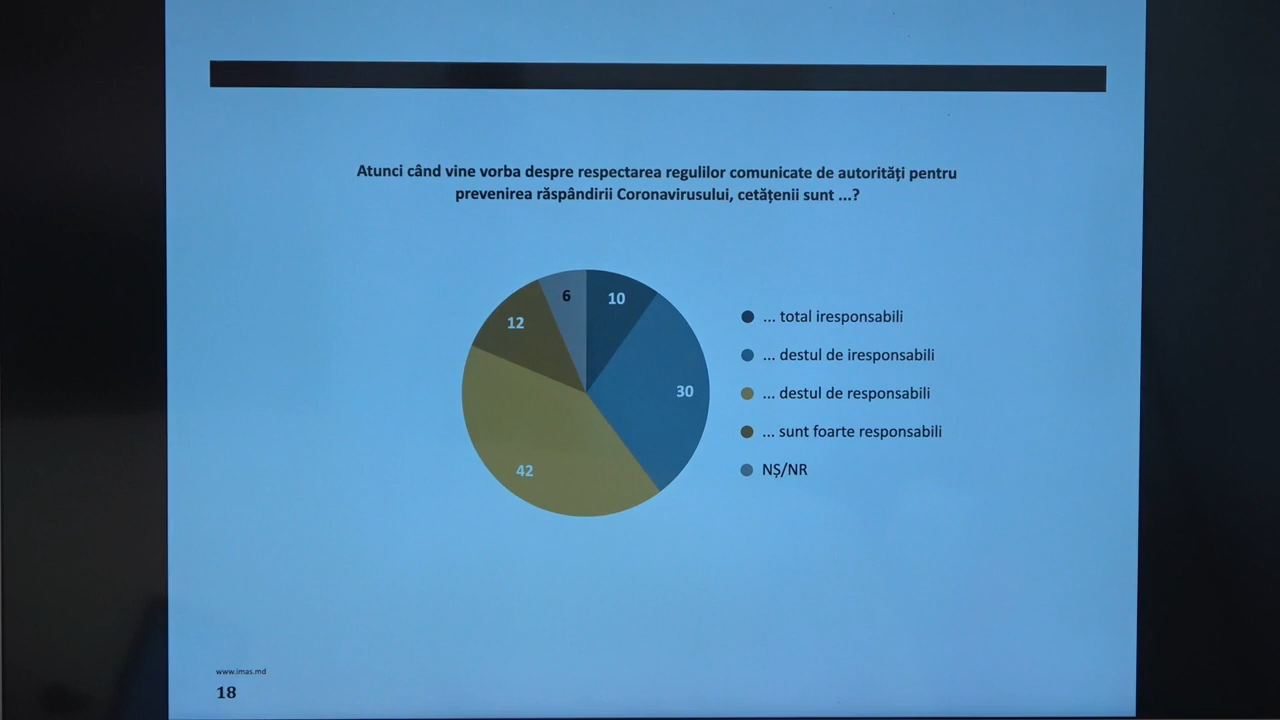 Atunci când vine vorba despre respectarea regulilor comunicate de autorități pentru
prevenirea răspândirii Coronavirusului, cetățenii sunt ...?
6
10
12
30
42
... total iresponsabili
... destul de iresponsabili
... destul de responsabili
... sunt foarte responsabili
NȘ/NR
www.imas.md
18